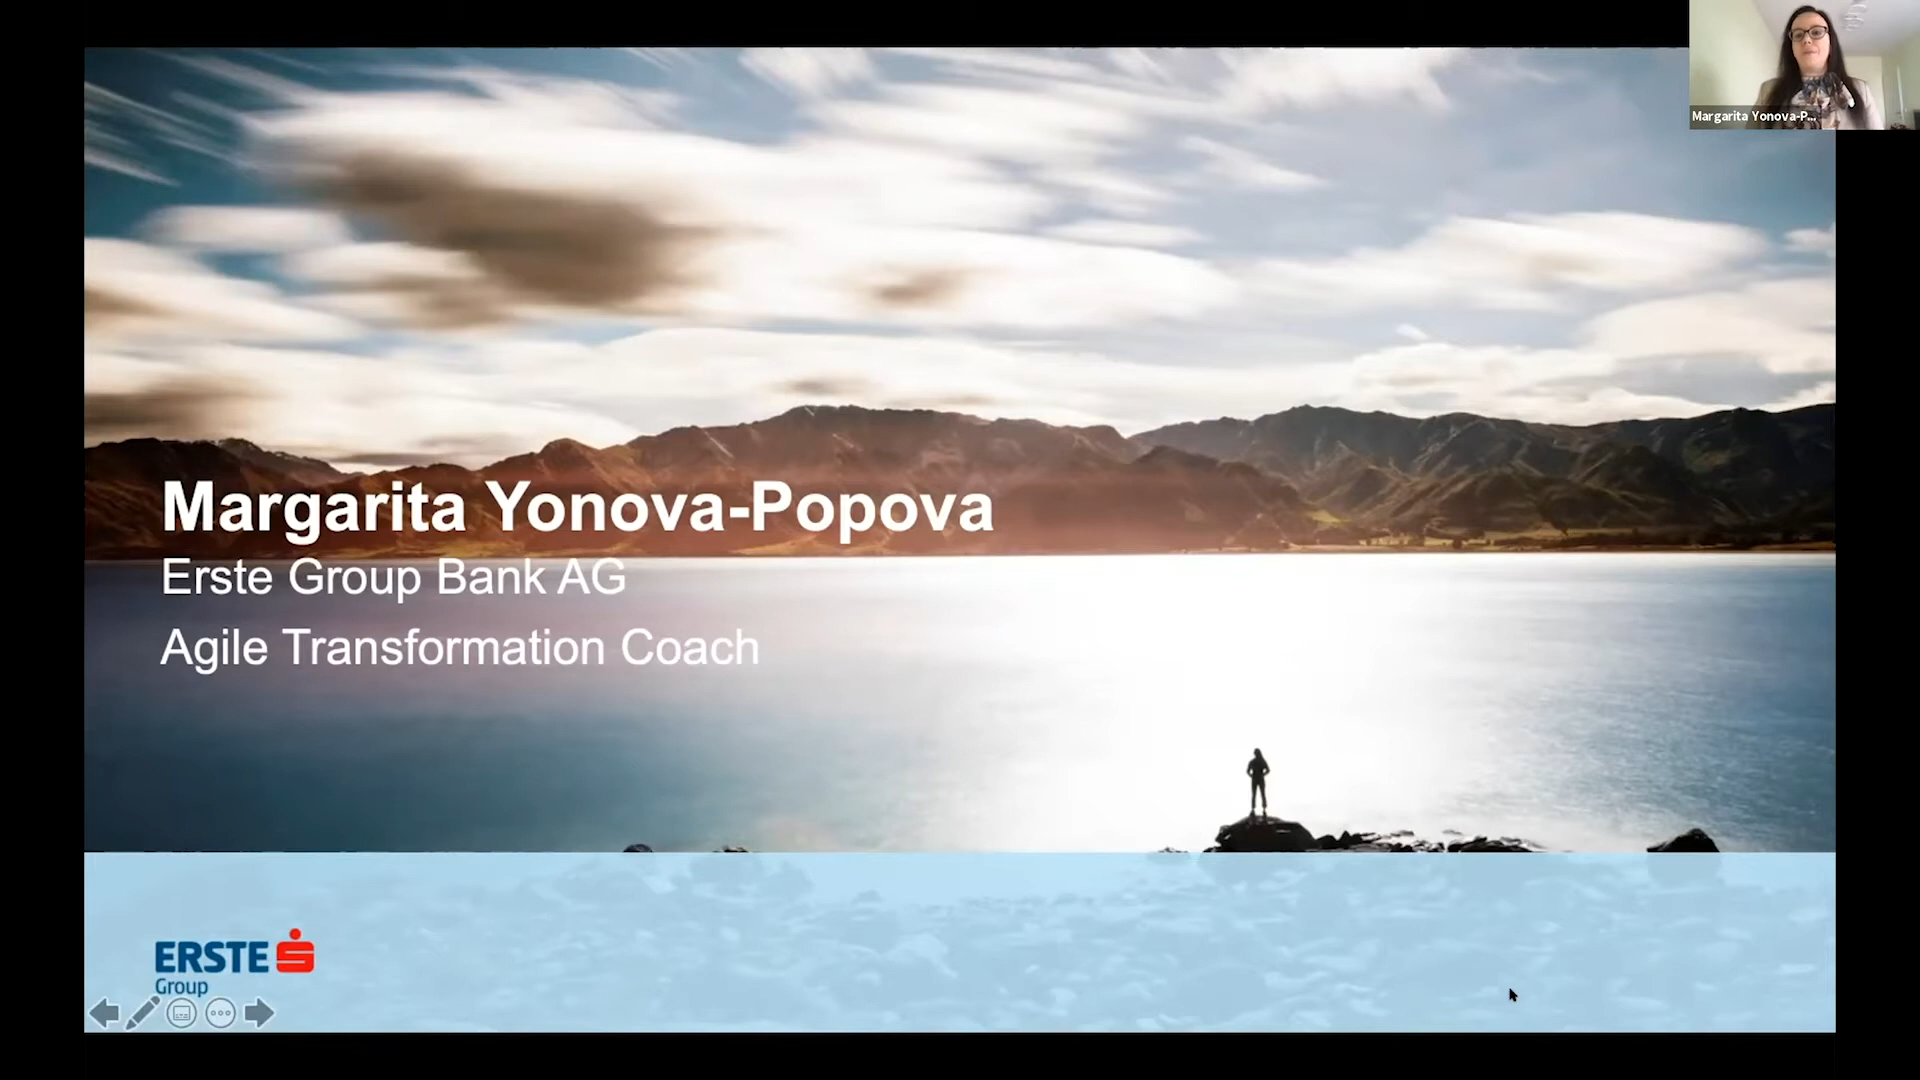 Margarita Yonova-P...
Margarita Yonova-Popova
Erste Group Bank AG
Agile Transformation Coach
ERSTE
Group